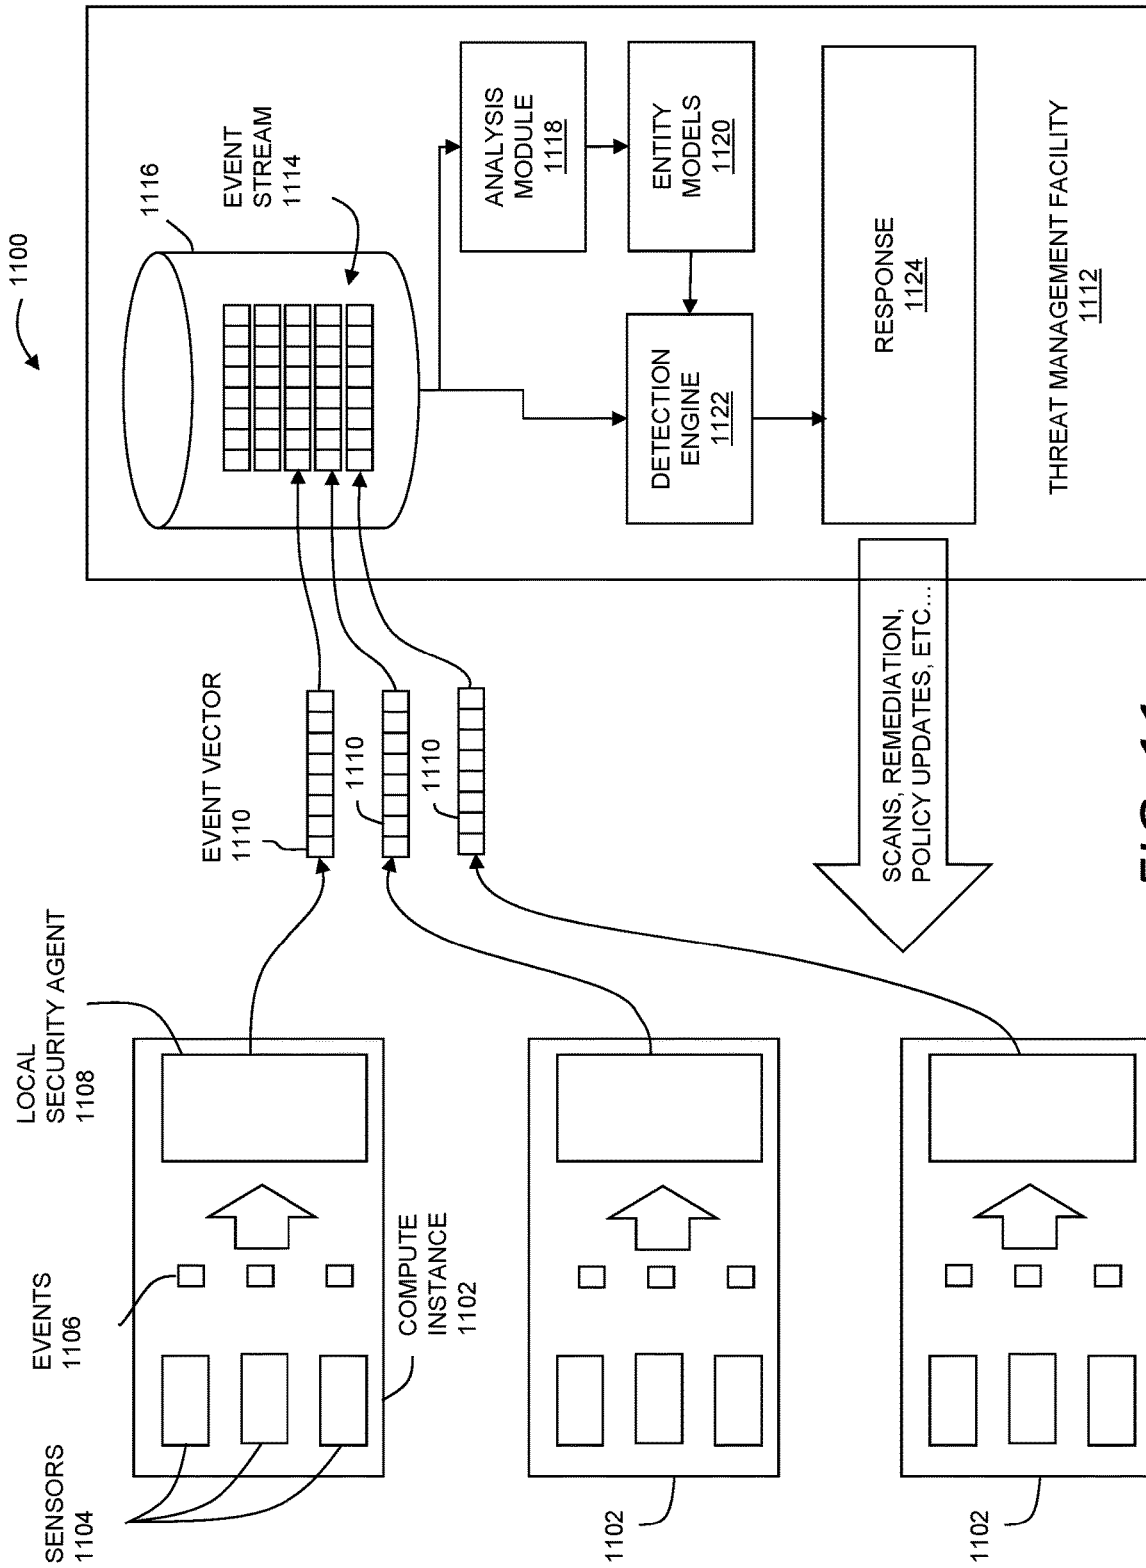 1100
LOCAL
SECURITY AGENT
1108
EVENTS
1106
SENSORS
1104
1116
EVENT VECTOR
1110
EVENT
STREAM
1114
1110
1110
COMPUTE
INSTANCE
1102
ANALYSIS
MODULE
1118
ENTITY
MODELS
1120
DETECTION
ENGINE
1122
1102
RESPONSE
1124
SCANS, REMEDIATION,
POLICY UPDATES, ETC...
1102
THREAT MANAGEMENT FACILITY
1112